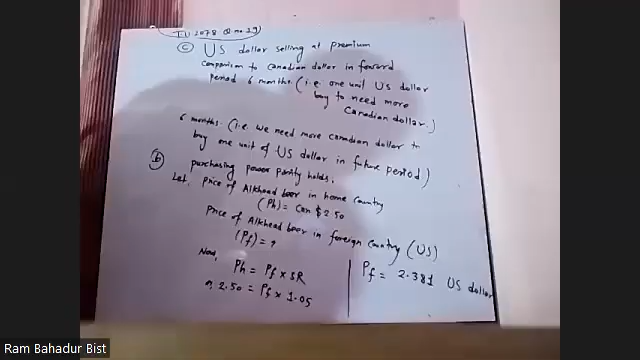 TU 2078 (Q no 19)
(c) US dollar selling at premium
comparison to Canadian dollar in forward
period 6 months. (i.e. one unit US dollar
buy to need more
Canadian dollar.)
6 months. (i.e. we need more canadian dollar to
buy one unit of US dollar in future period)
(b) purchasing power parity holds.
Let, Price of Alkhead beer in home country
(Ph) = Can $ 2.50
Price of Alkhead beer in foreign country (US)
(Pf) = ?
Now,
Ph = Pf x SR
2.50 = Pf x 1.05
Pf = 2.381 US dollar
Ram Bahadur Bist